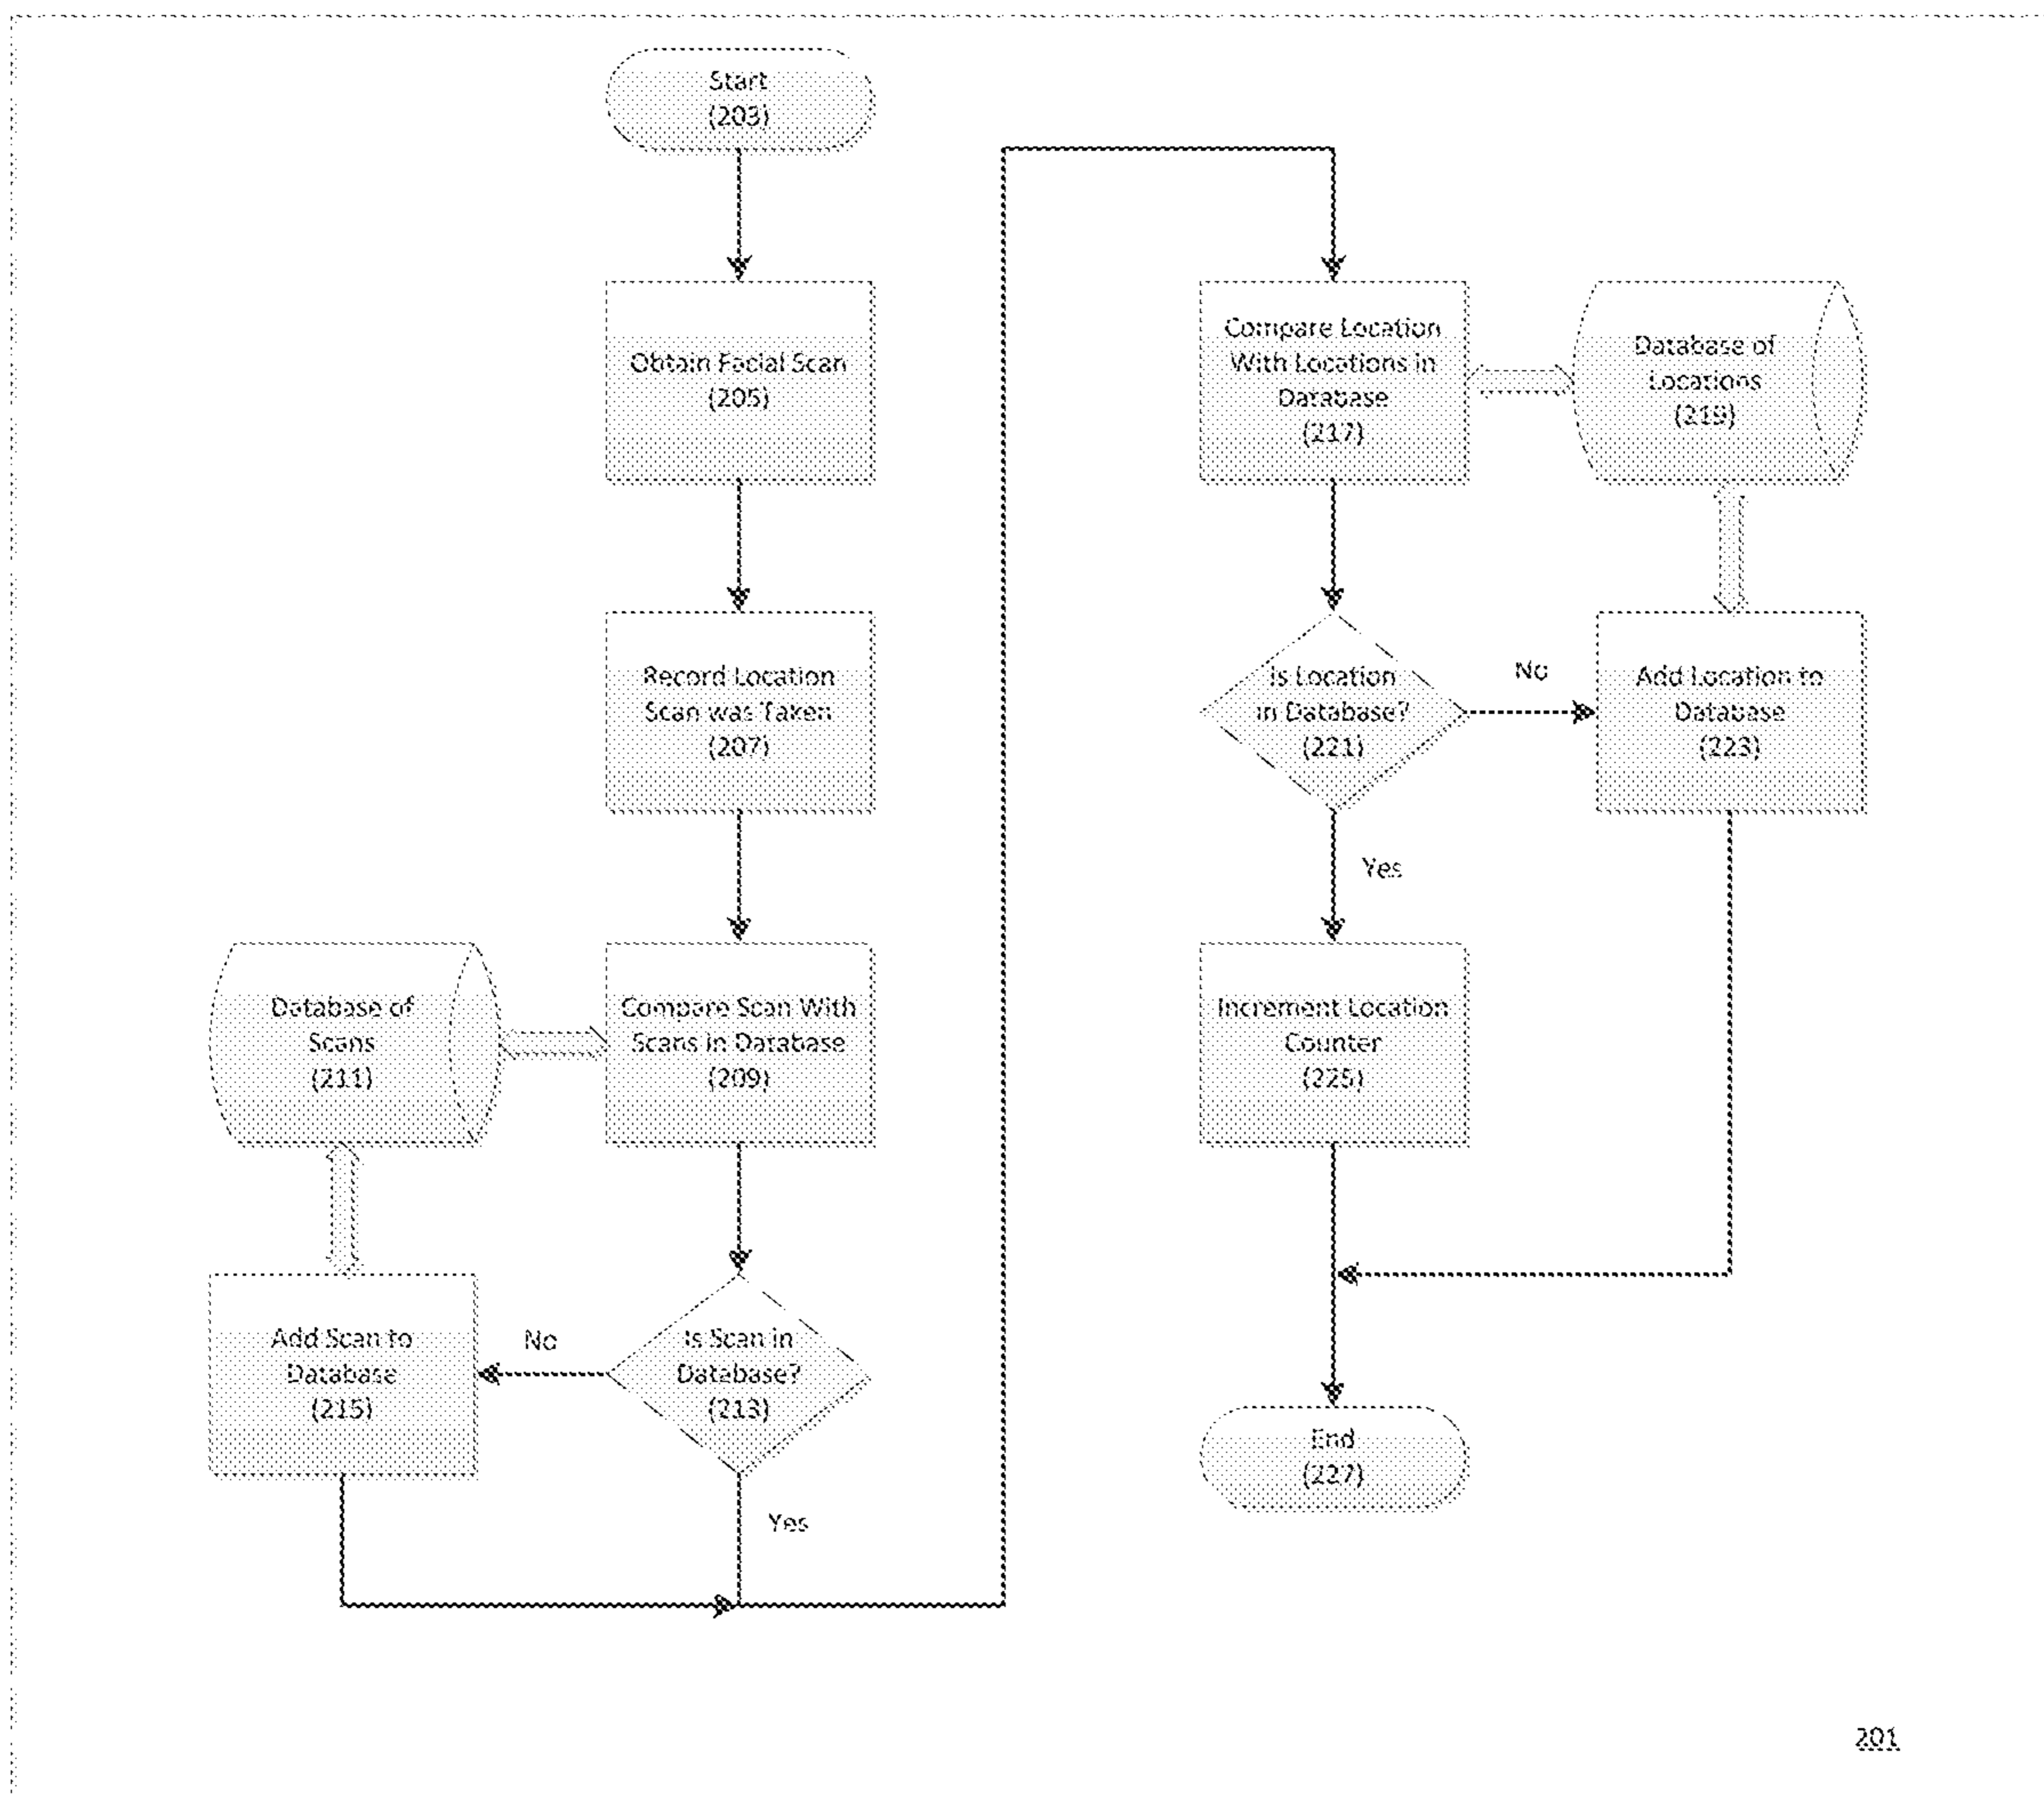 Start
(203)
Obtain Facial Scan
(205)
Record Location
Scan was Taken
(207)
Database of
Scans
(211)
Compare Scan With
Scans in Database
(209)
Add Scan to
Database
(215)
No
Is Scan in
Database?
(213)
Yes
Compare Location
With Locations in
Database
(217)
Database of
Locations
(219)
Is Location
in Database?
(221)
No
Add Location to
Database
(223)
Yes
Increment Location
Counter
(225)
End
(227)
201